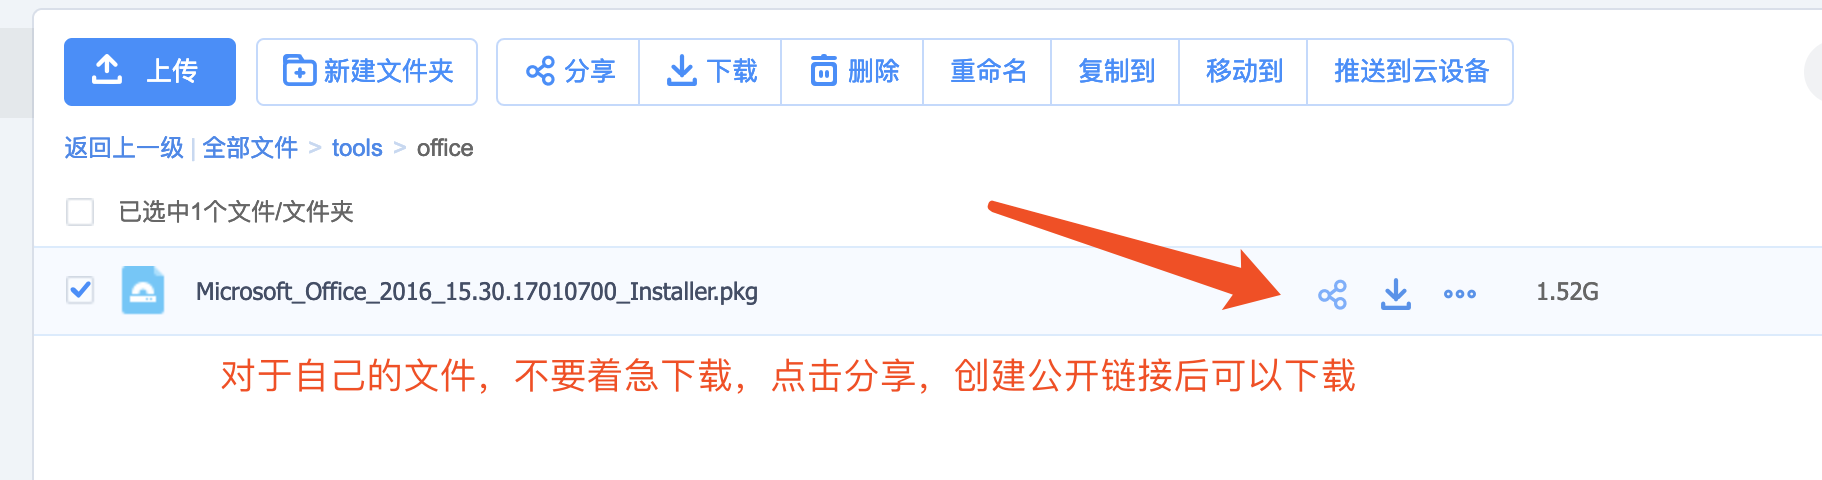 上传 新建文件夹 分享 下载 删除 重命名 复制到 移动到 推送到云设备
返回上一级 | 全部文件 > tools > office
已选中1个文件/文件夹
Microsoft_Office_2016_15.30.17010700_Installer.pkg 1.52G
对于自己的文件，不要着急下载，点击分享，创建公开链接后可以下载